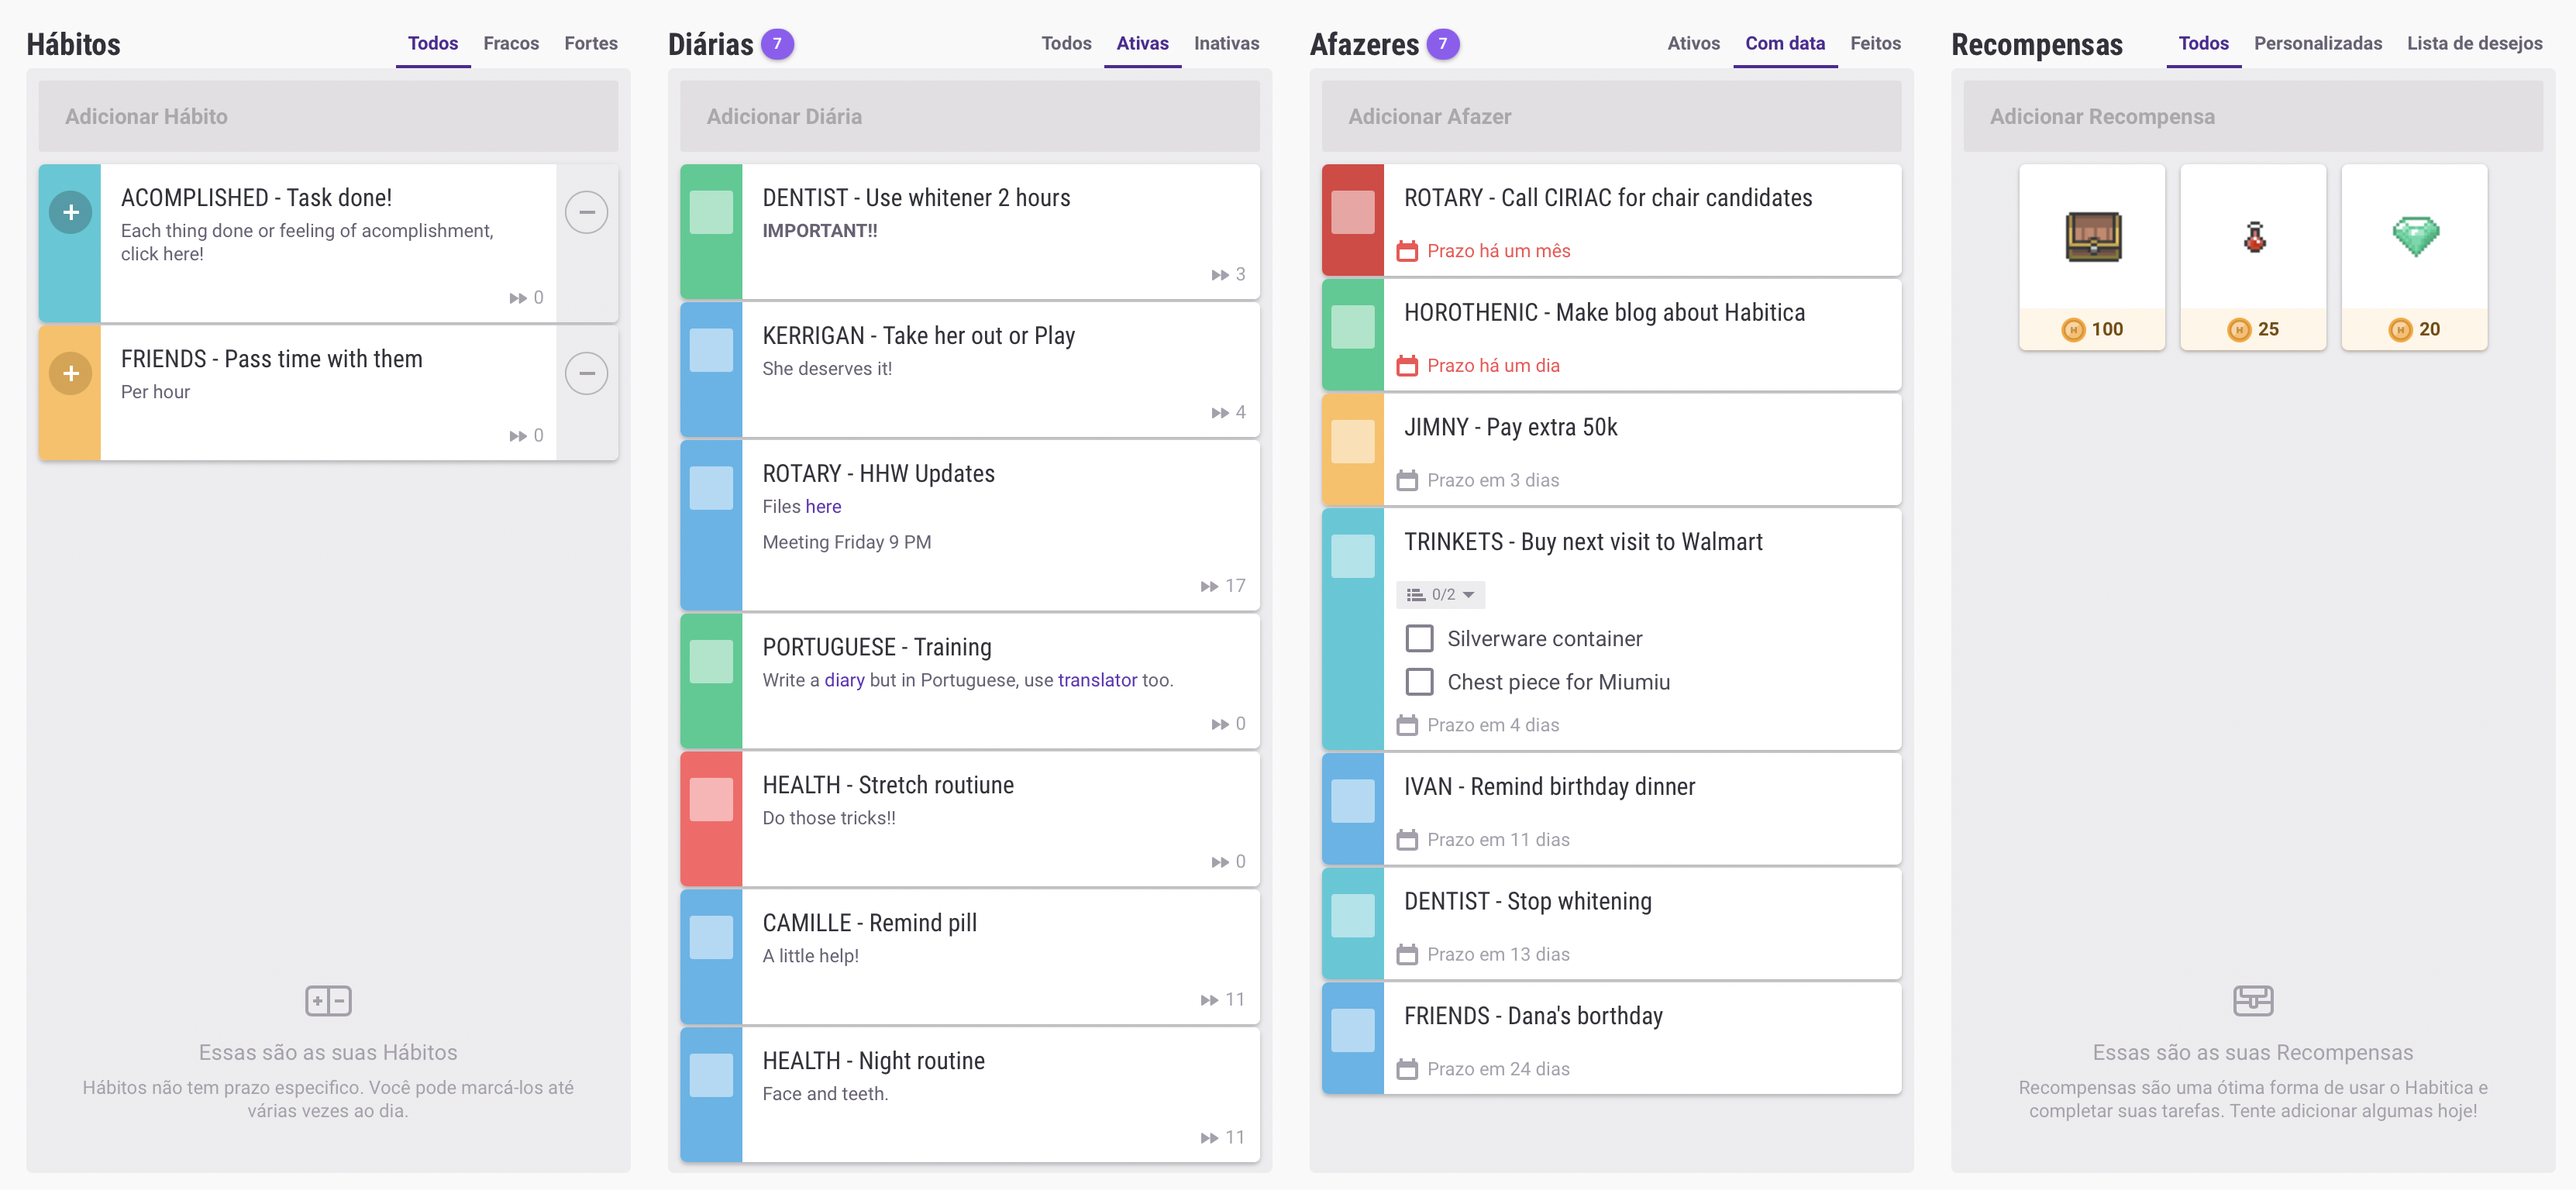 Hábitos
Todos Fracos Fortes
Adicionar Hábito
ACOMPLISHED - Task done!
Each thing done or feeling of acomplishment,
click here!
0
FRIENDS - Pass time with them
Per hour
0
Essas são as suas Hábitos
Hábitos não tem prazo especifico. Você pode marcá-los até
várias vezes ao dia.
Diárias 7
Todos Ativas Inativas
Adicionar Diária
DENTIST - Use whitener 2 hours
IMPORTANT!!
3
KERRIGAN - Take her out or Play
She deserves it!
4
ROTARY - HHW Updates
Files here
Meeting Friday 9 PM
17
PORTUGUESE - Training
Write a diary but in Portuguese, use translator too.
0
HEALTH - Stretch routiune
Do those tricks!!
0
CAMILLE - Remind pill
A little help!
11
HEALTH - Night routine
Face and teeth.
11
Afazeres 7
Ativos Com data Feitos
Adicionar Afazer
ROTARY - Call CIRIAC for chair candidates
Prazo há um mês
HOROTHENIC - Make blog about Habitica
Prazo há um dia
JIMNY - Pay extra 50k
Prazo em 3 dias
TRINKETS - Buy next visit to Walmart
0/2
Silverware container
Chest piece for Miumiu
Prazo em 4 dias
IVAN - Remind birthday dinner
Prazo em 11 dias
DENTIST - Stop whitening
Prazo em 13 dias
FRIENDS - Dana's borthday
Prazo em 24 dias
Recompensas
Todos Personalizadas Lista de desejos
Adicionar Recompensa
H 100 H 25 H 20
Essas são as suas Recompensas
Recompensas são uma ótima forma de usar o Habitica e
completar suas tarefas. Tente adicionar algumas hoje!